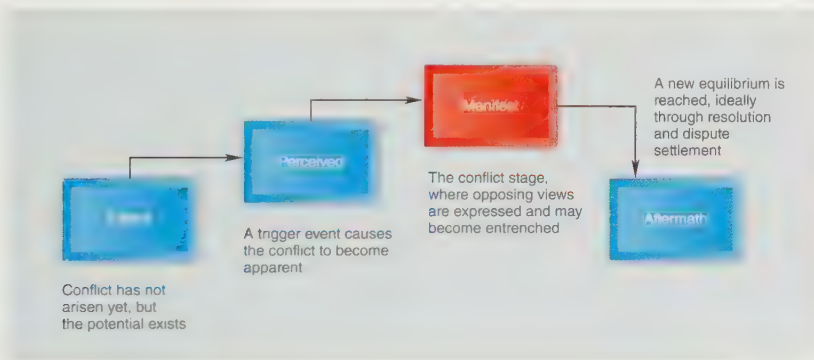 Conflict has not
arisen yet, but
the potential exists
Perceived
A trigger event causes
the conflict to become
apparent
Manifest
The conflict stage,
where opposing views
are expressed and may
become entrenched
A new equilibrium is
reached, ideally
through resolution
and dispute
settlement
Aftermath